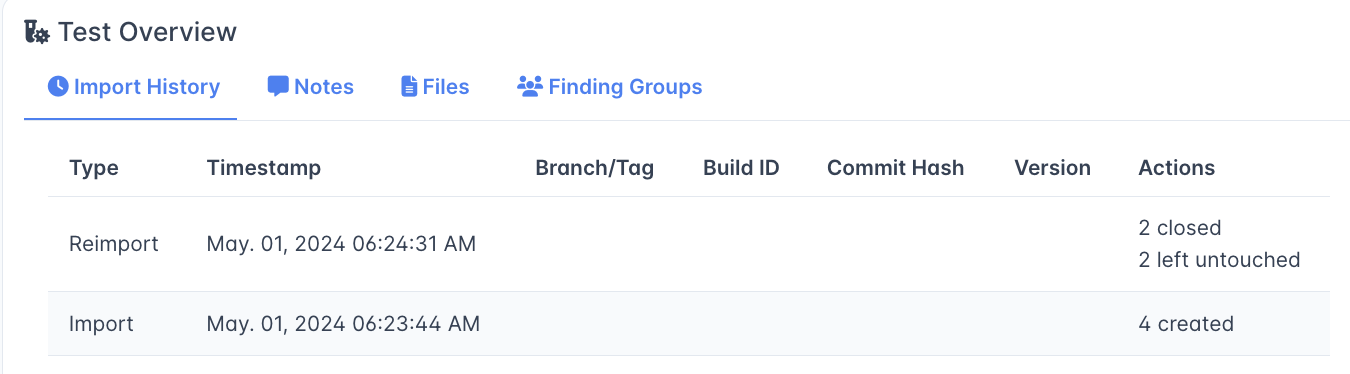 Test Overview
Import History Notes Files Finding Groups
Type Timestamp Branch/Tag Build ID Commit Hash Version Actions
Reimport May. 01, 2024 06:24:31 AM 2 closed
2 left untouched
Import May. 01, 2024 06:23:44 AM 4 created